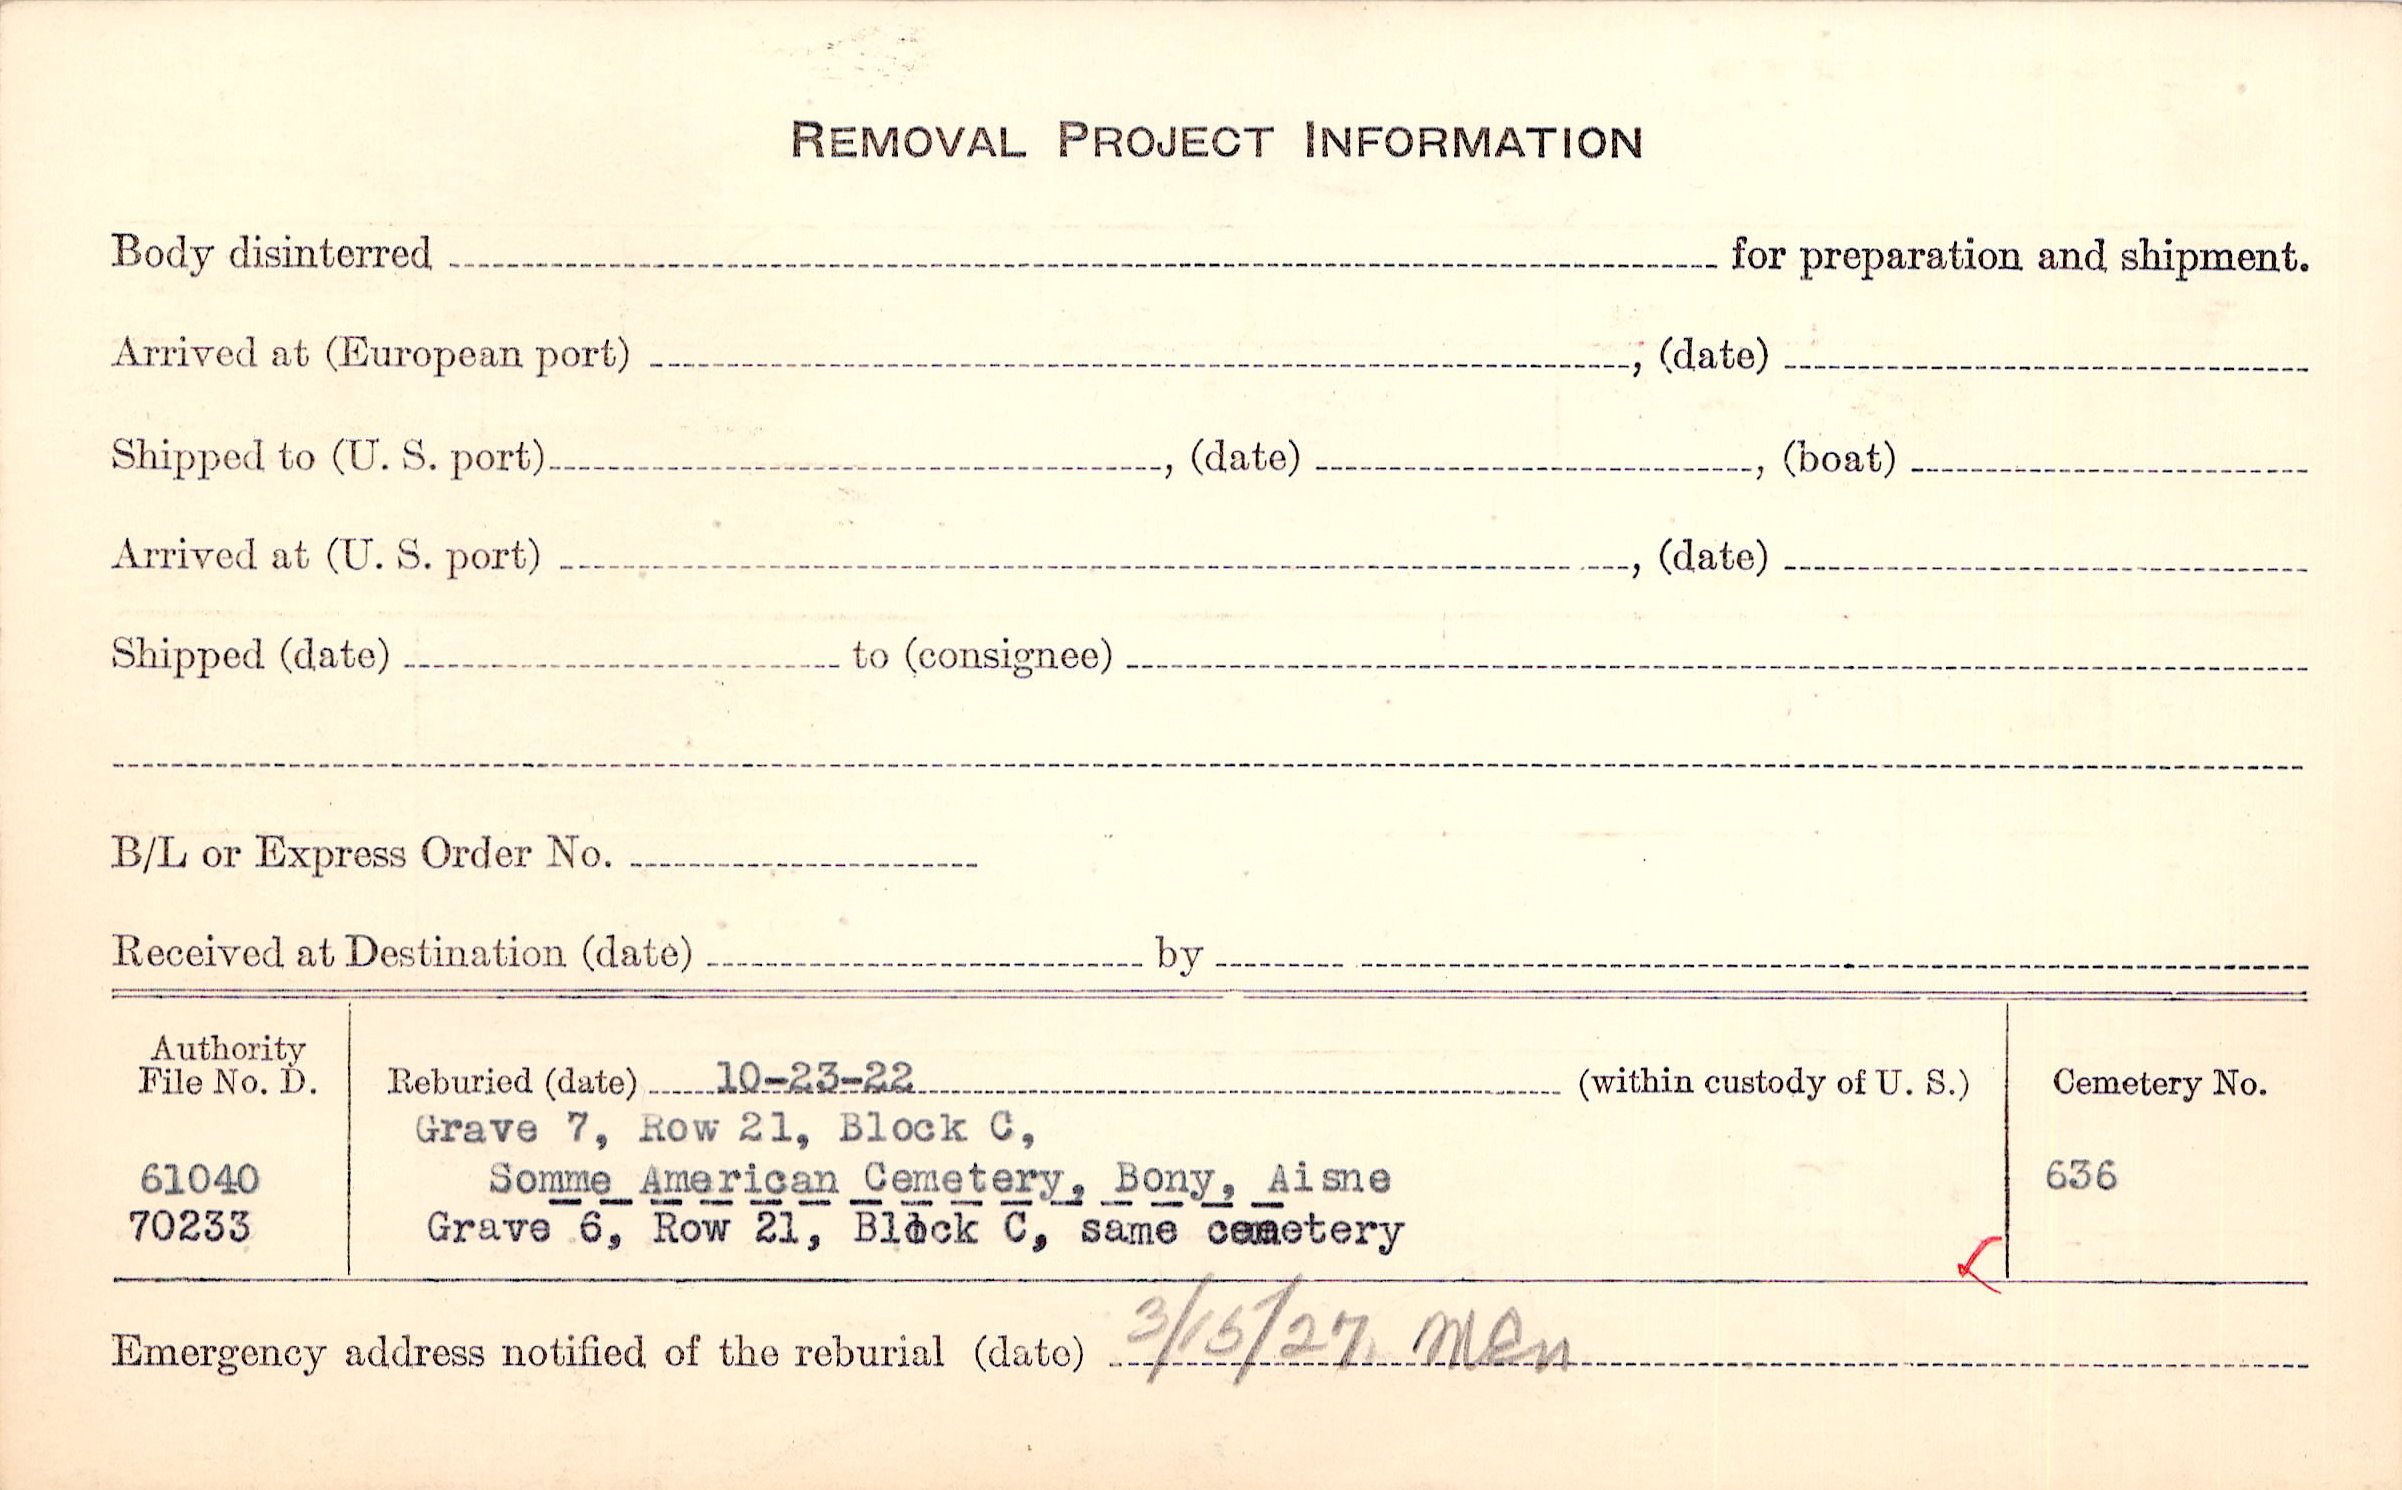 REMOVAL PROJECT INFORMATION
Body disinterred for preparation and shipment.
Arrived at (European port) , (date)
Shipped to (U. S. port) , (date) , (boat)
Arrived at (U. S. port) , (date)
Shipped (date) to (consignee)
B/L or Express Order No.
Received at Destination (date) by
Authority
File No. D. Reburied (date) 10-23-22 (within custody of U. S.) Cemetery No.
Grave 7, Row 21, Block C,
61040 Somme American Cemetery, Bony, Aisne 636
70233 Grave 6, Row 21, Block C, same cemetery
Emergency address notified of the reburial (date) 3/15/27